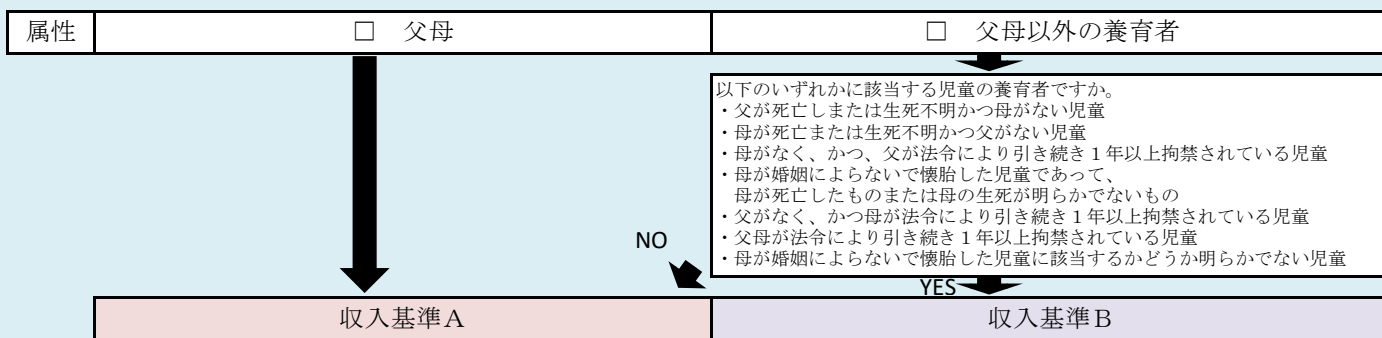 属性
□ 父母
□ 父母以外の養育者
以下のいずれかに該当する児童の養育者ですか。
・父が死亡しまたは生死不明かつ母がない児童
・母が死亡または生死不明かつ父がない児童
・母がなく、かつ、父が法令により引き続き１年以上拘禁されている児童
・母が婚姻によらないで懐胎した児童であって、
母が死亡したものまたは母の生死が明らかでないもの
・父がなく、かつ母が法令により引き続き１年以上拘禁されている児童
・父母が法令により引き続き１年以上拘禁されている児童
・母が婚姻によらないで懐胎した児童に該当するかどうか明らかでない児童
NO
YES
収入基準Ａ
収入基準Ｂ